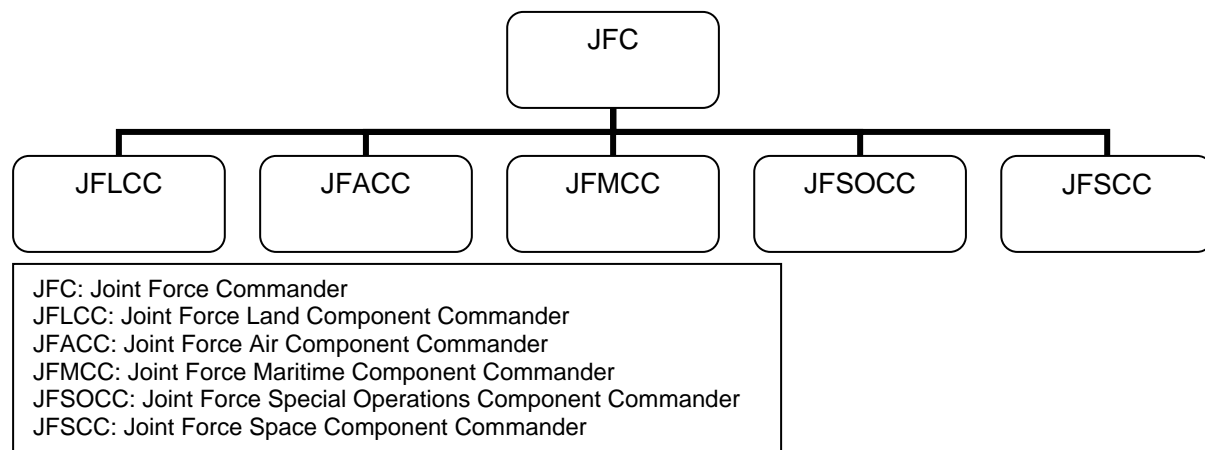 JFC
JFLCC JFACC JFMCC JFSOCC JFSCC
JFC: Joint Force Commander
JFLCC: Joint Force Land Component Commander
JFACC: Joint Force Air Component Commander
JFMCC: Joint Force Maritime Component Commander
JFSOCC: Joint Force Special Operations Component Commander
JFSCC: Joint Force Space Component Commander